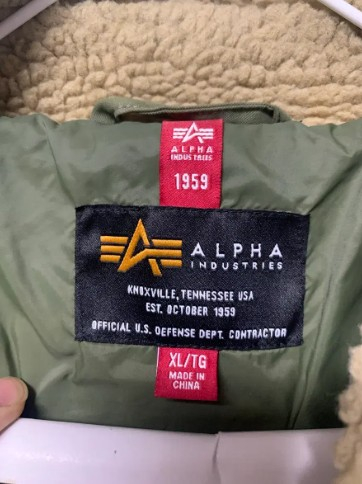 ALPHA
INDUSTRIES
1959
ALPHA
INDUSTRIES
KNOXVILLE, TENNESSEE USA
EST. OCTOBER 1959
OFFICIAL U.S. DEFENSE DEPT. CONTRACTOR
XL/TG
MADE IN
CHINA